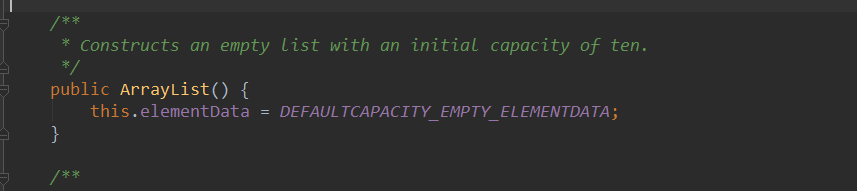 /**
* Constructs an empty list with an initial capacity of ten.
*/
public ArrayList() {
this.elementData = DEFAULTCAPACITY_EMPTY_ELEMENTDATA;
}
/**